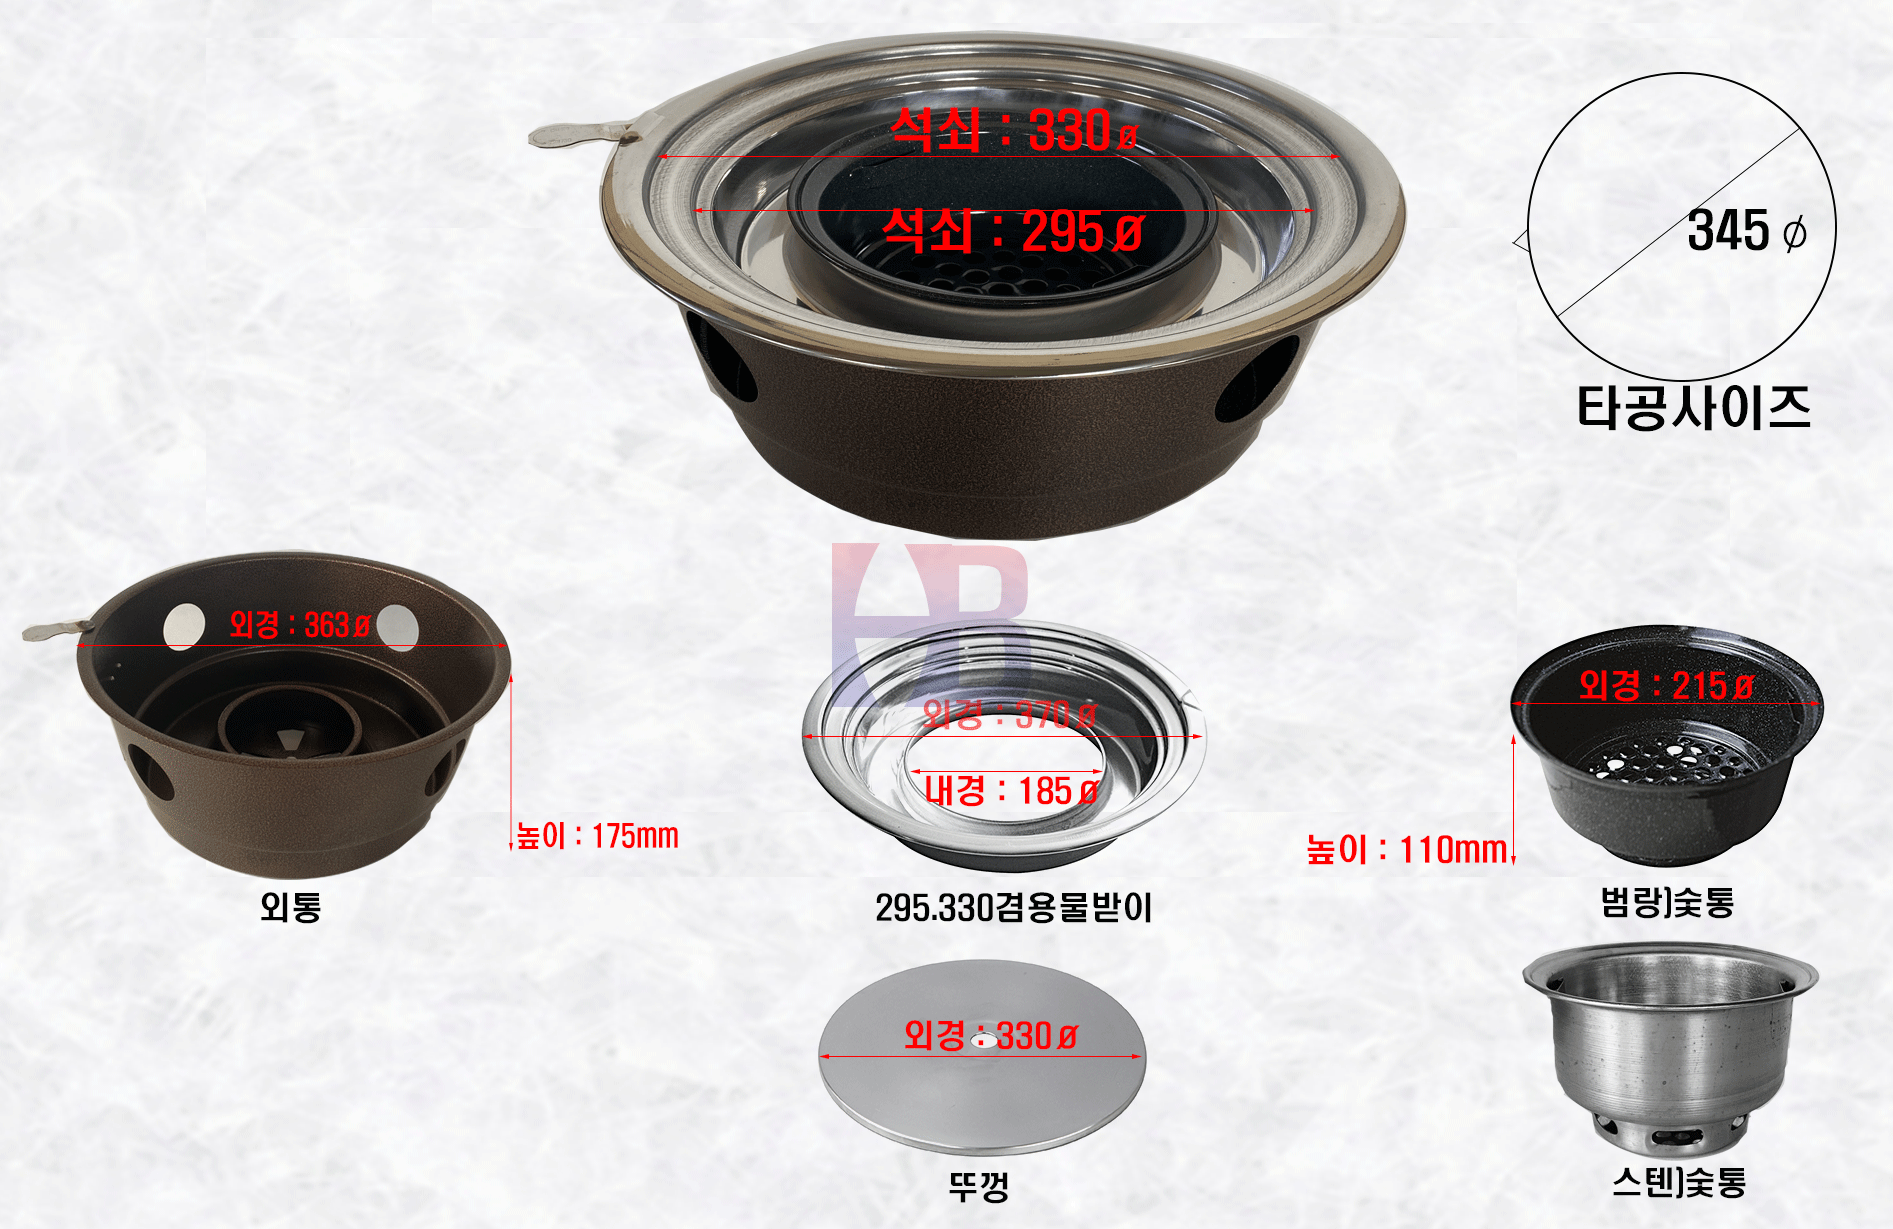 석쇠 : 330ø
석쇠 : 295ø
345 ø
타공사이즈
외경 : 363ø
높이 : 175mm
외통
HB
외경 : 370ø
내경 : 185ø
295.330겸용물받이
외경 : 215ø
높이 : 110mm
범랑)숯통
외경 : 330ø
뚜껑
스텐)숯통